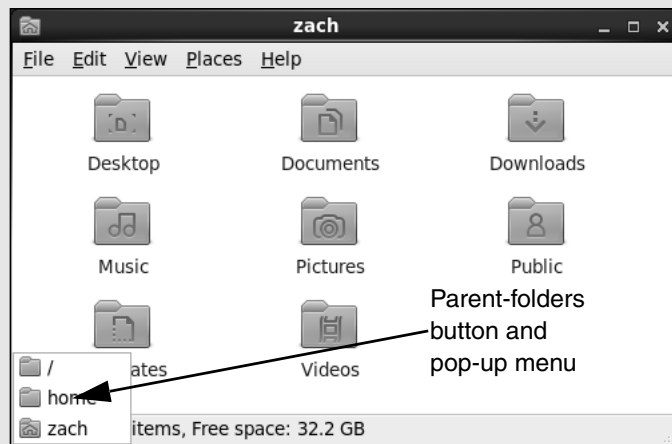 zach
File Edit View Places Help
Desktop Documents Downloads
Music Pictures Public
Parent-folders
button and
pop-up menu
ates Videos
/
home
zach items, Free space: 32.2 GB